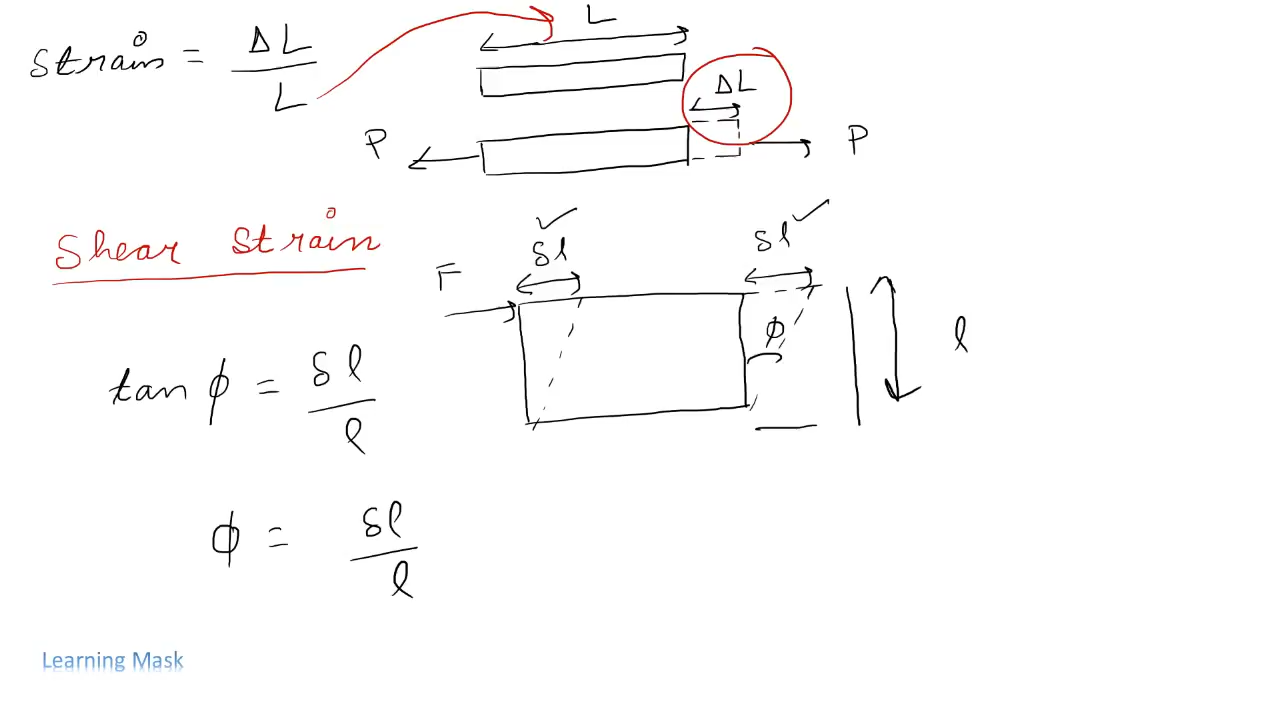 strain = ΔL / L
L
ΔL
P
P
Shear strain
δl
δl
F
ϕ
l
tan ϕ = δl / l
ϕ = δl / l
Learning Mask